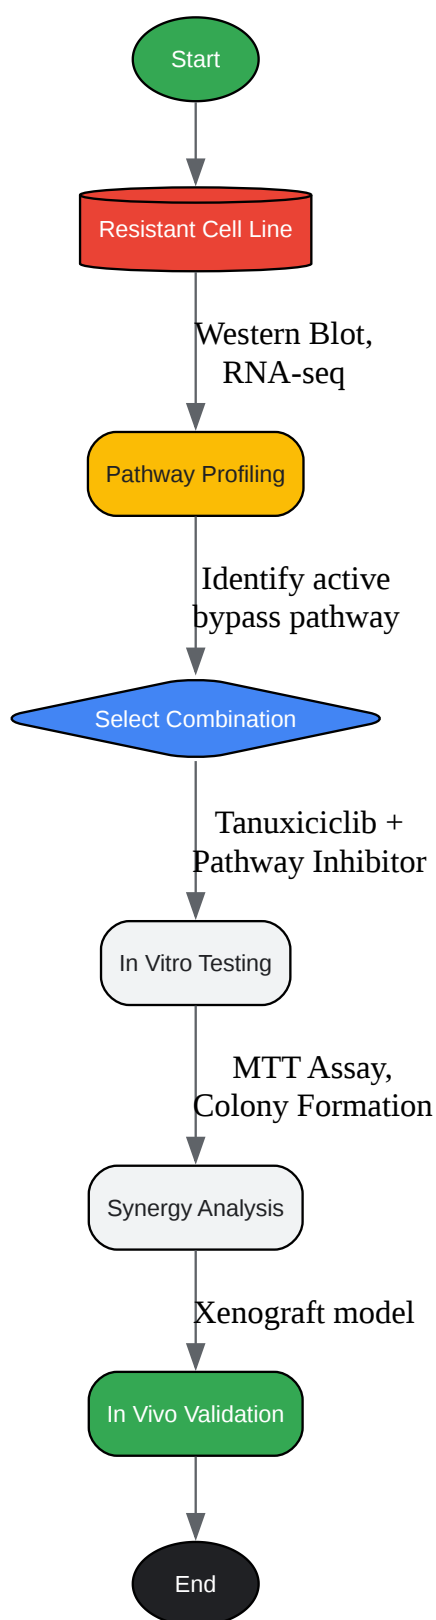 Start
Resistant Cell Line
Western Blot,
RNA-seq
Pathway Profiling
Identify active
bypass pathway
Select Combination
Tanuxiciclib +
Pathway Inhibitor
In Vitro Testing
MTT Assay,
Colony Formation
Synergy Analysis
Xenograft model
In Vivo Validation
End